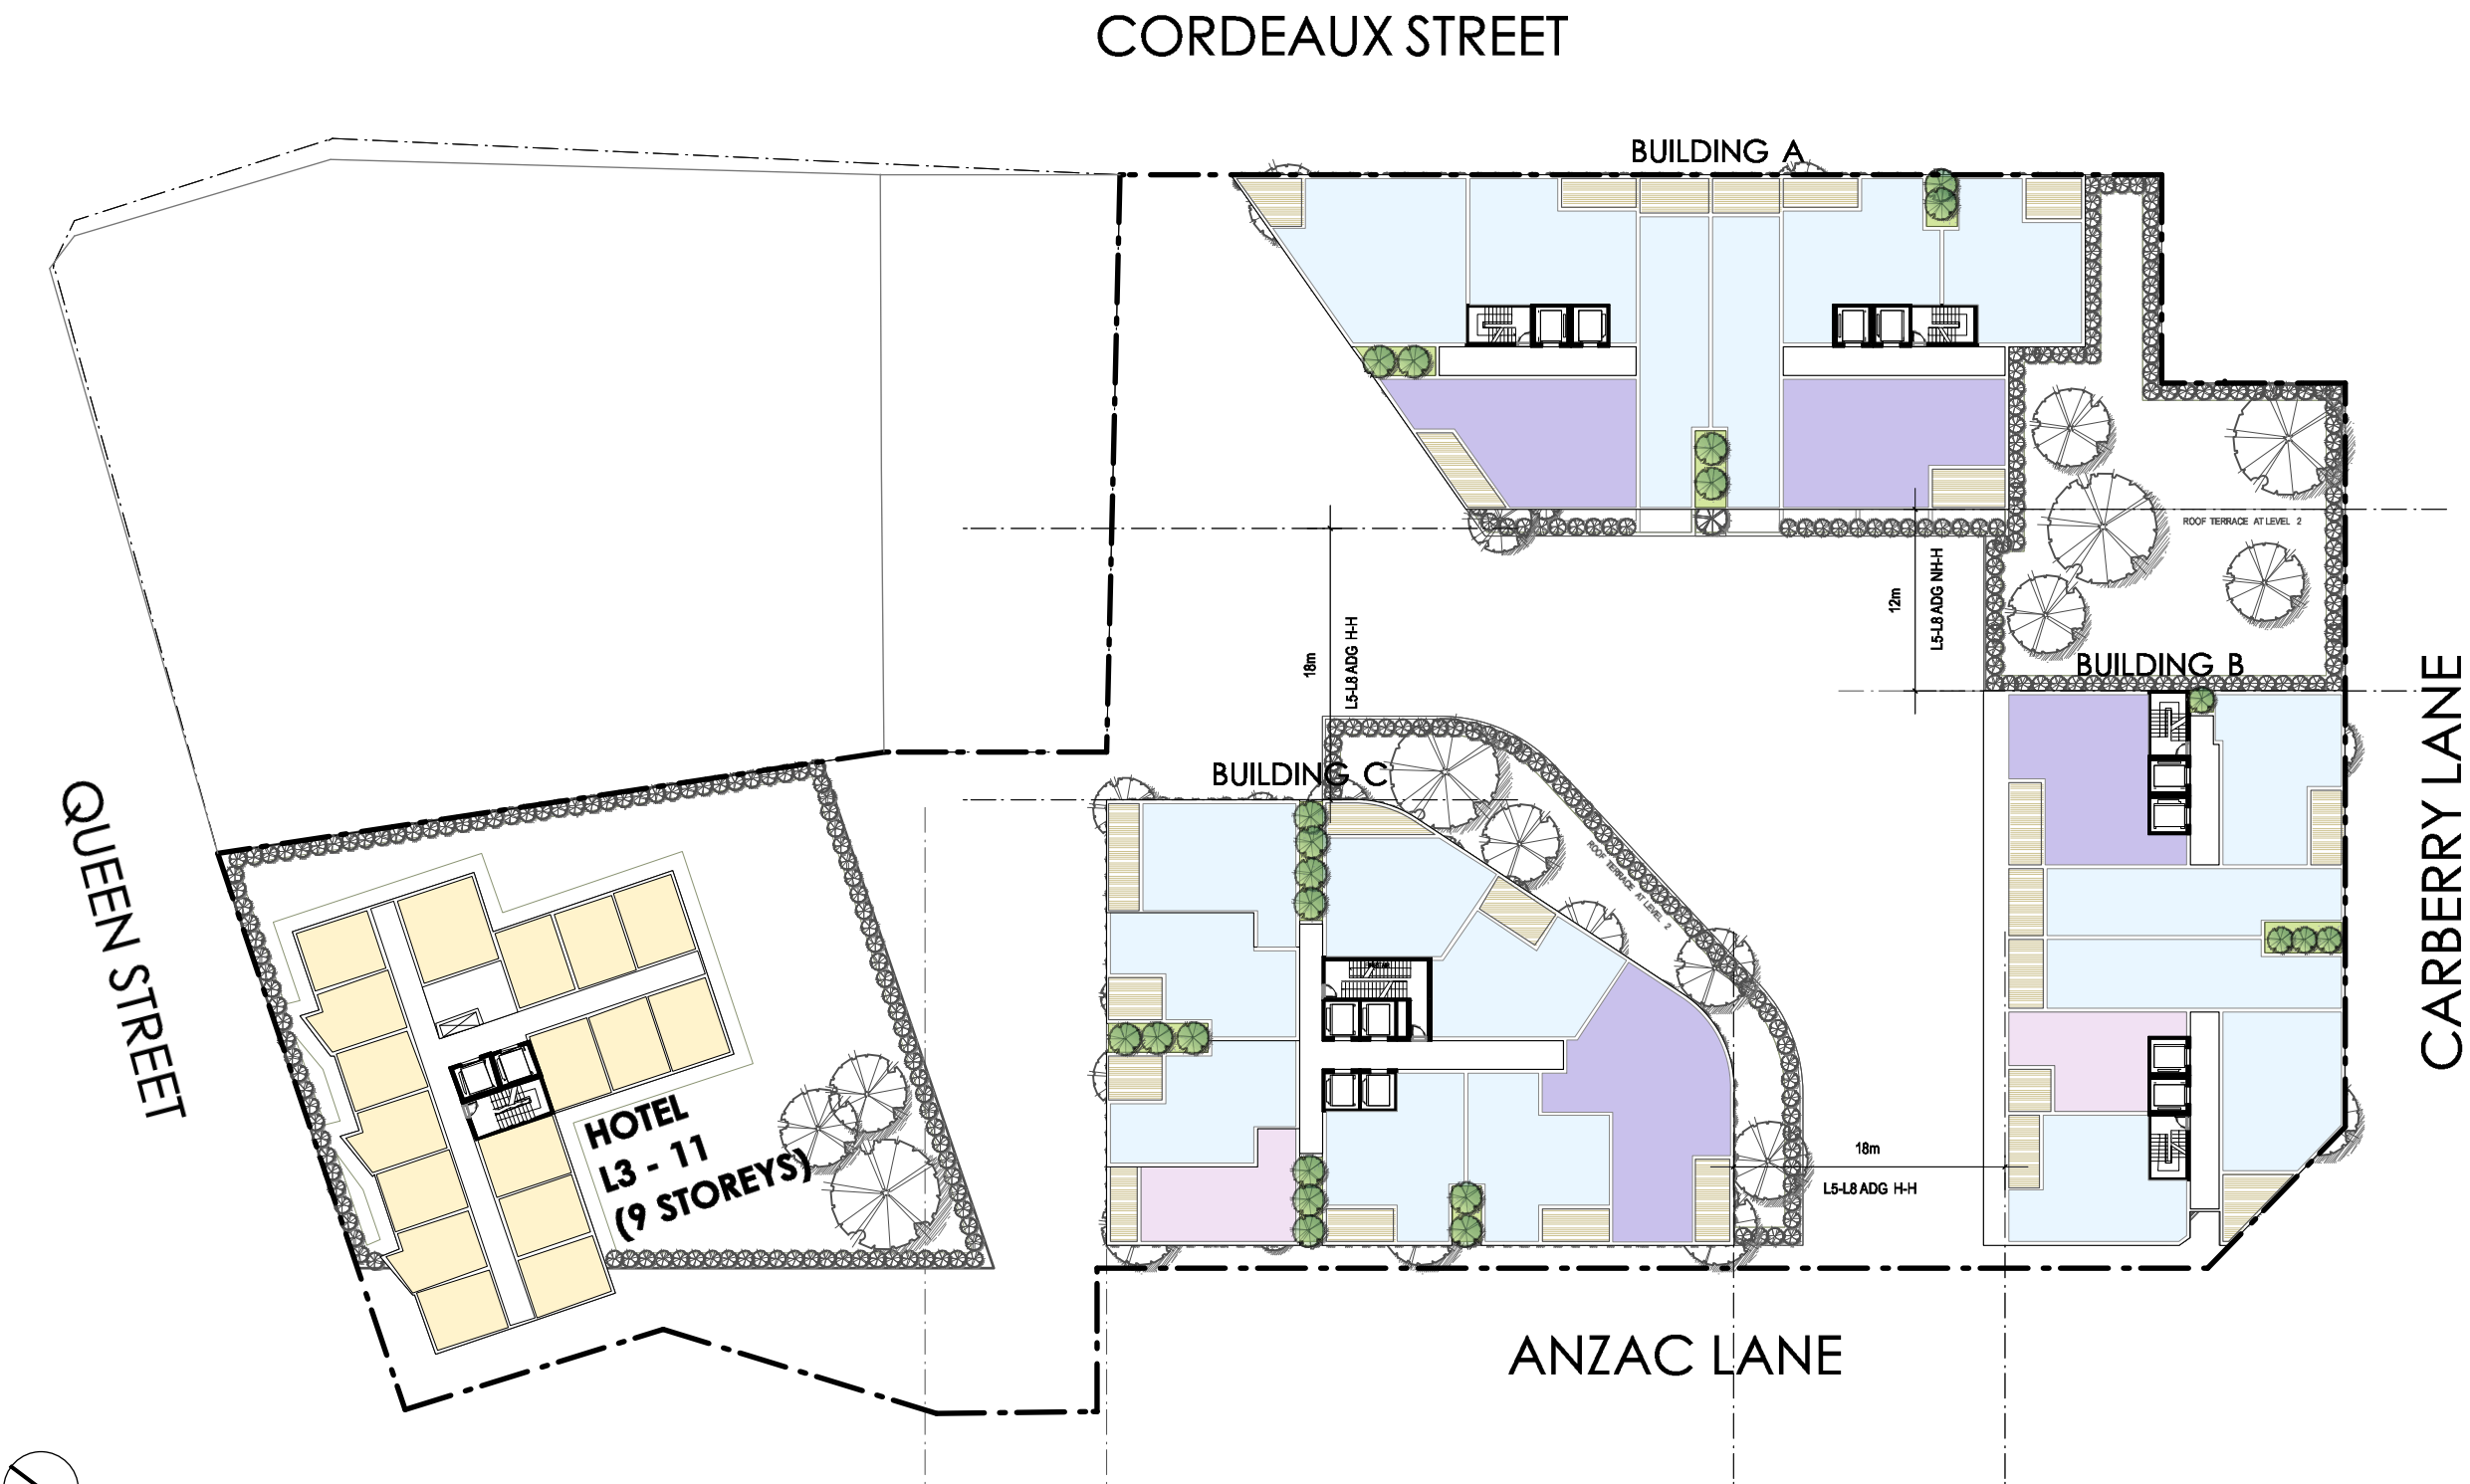 CORDEAUX STREET
BUILDING A
ROOF TERRACE AT LEVEL 2
12m
L5-L8 ADG NH-H
18m
L5-L8 ADG H-H
BUILDING B
CARBERRY LANE
BUILDING C
ROOF TERRACE AT LEVEL 2
QUEEN STREET
HOTEL
L3 - 11
(9 STOREYS)
18m
L5-L8 ADG H-H
ANZAC LANE